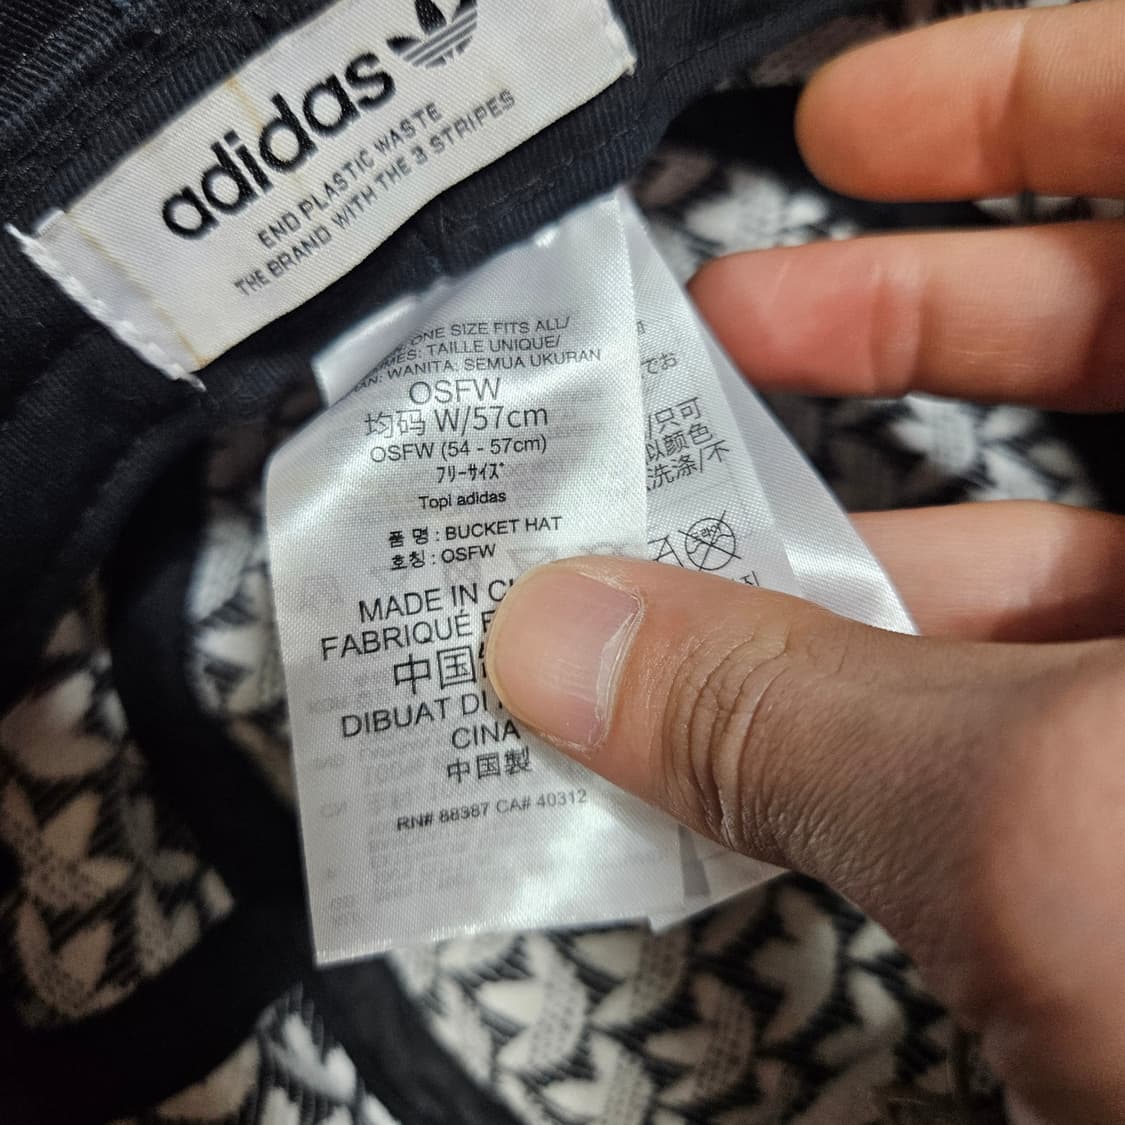 adidas
END PLASTIC WASTE
THE BRAND WITH THE 3 STRIPES
ONE SIZE FITS ALL/
TAILLE UNIQUE/
WANITA: SEMUA UKURAN
OSFW
均码 W/57cm
OSFW (54 - 57cm)
フリーサイズ
Topi adidas
품 명 : BUCKET HAT
호칭 : OSFW
MADE IN
FABRIQUÉ
中国
DIBUAT DI
CINA
中国製
RN# 88387 CA# 40312
でお
/只可
以颜色
洗涤/不